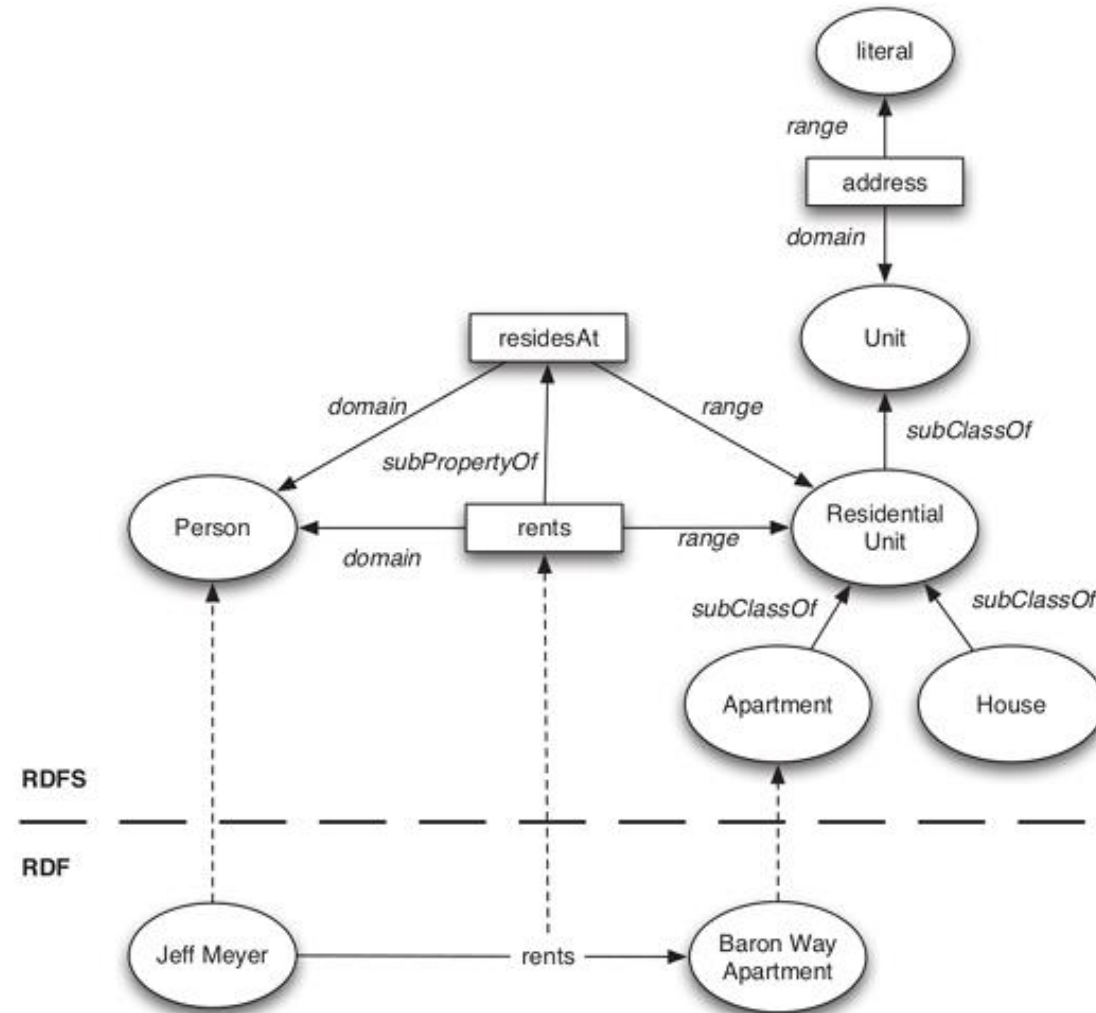 literal
range
address
domain
Unit
residesAt
domain
range
subClassOf
subPropertyOf
Person
rents
Residential
Unit
domain
range
subClassOf
subClassOf
Apartment
House
RDFS
RDF
Jeff Meyer
rents
Baron Way
Apartment